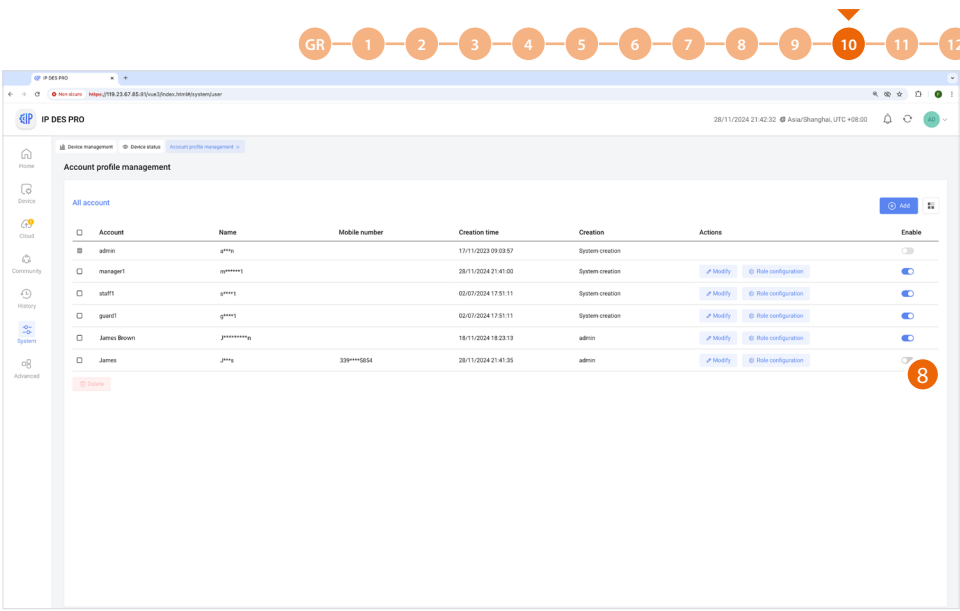 GR 1 2 3 4 5 6 7 8 9 10 11 12
IP DES PRO × +
Non sicuro https://119.23.67.85:81/vue3/index.html#/system/user
IP DES PRO
28/11/2024 21:42:32 Asia/Shanghai, UTC +08:00 AD
Device management Device status Account profile management ×
Home
Account profile management
Device
All account
Add
Cloud
Account Name Mobile number Creation time Creation Actions Enable
admin a***n 17/11/2023 09:03:57 System creation
Community
manager1 m******1 28/11/2024 21:41:00 System creation Modify Role configuration
staff1 s****1 02/07/2024 17:51:11 System creation Modify Role configuration
History
guard1 g****1 02/07/2024 17:51:11 System creation Modify Role configuration
System
James Brown J*********n 18/11/2024 18:23:13 admin Modify Role configuration
James J***s 339****5854 28/11/2024 21:41:35 admin Modify Role configuration
8
Advanced
Delete